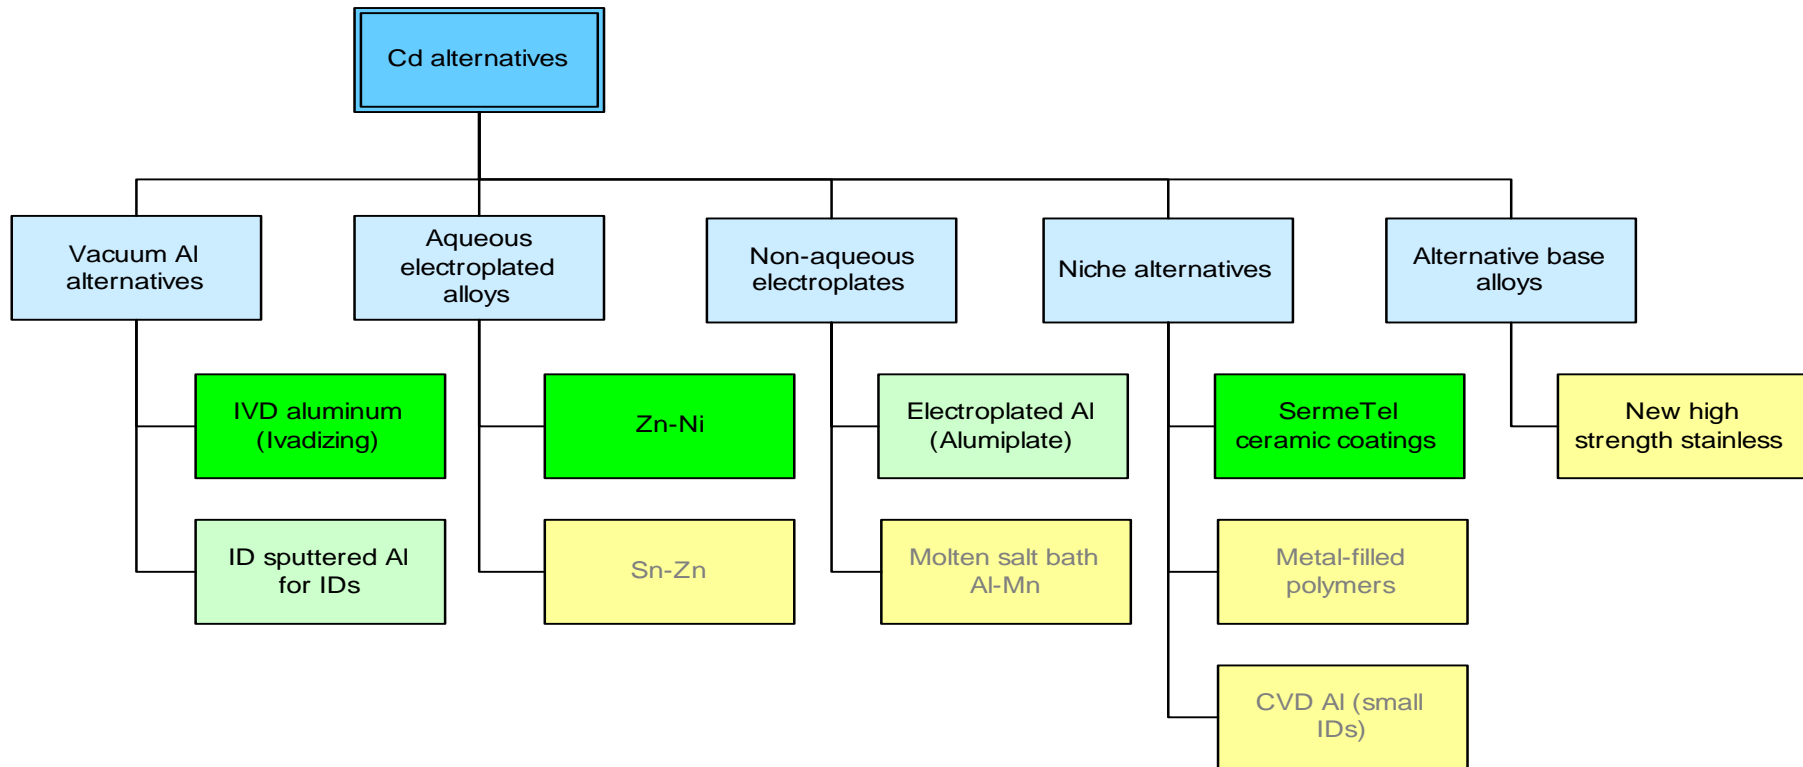 Cd alternatives
Vacuum Al
alternatives
Aqueous
electroplated
alloys
Non-aqueous
electroplates
Niche alternatives
Alternative base
alloys
IVD aluminum
(Ivadizing)
Zn-Ni
Electroplated Al
(Alumiplate)
SermeTel
ceramic coatings
New high
strength stainless
ID sputtered Al
for IDs
Sn-Zn
Molten salt bath
Al-Mn
Metal-filled
polymers
CVD Al (small
IDs)